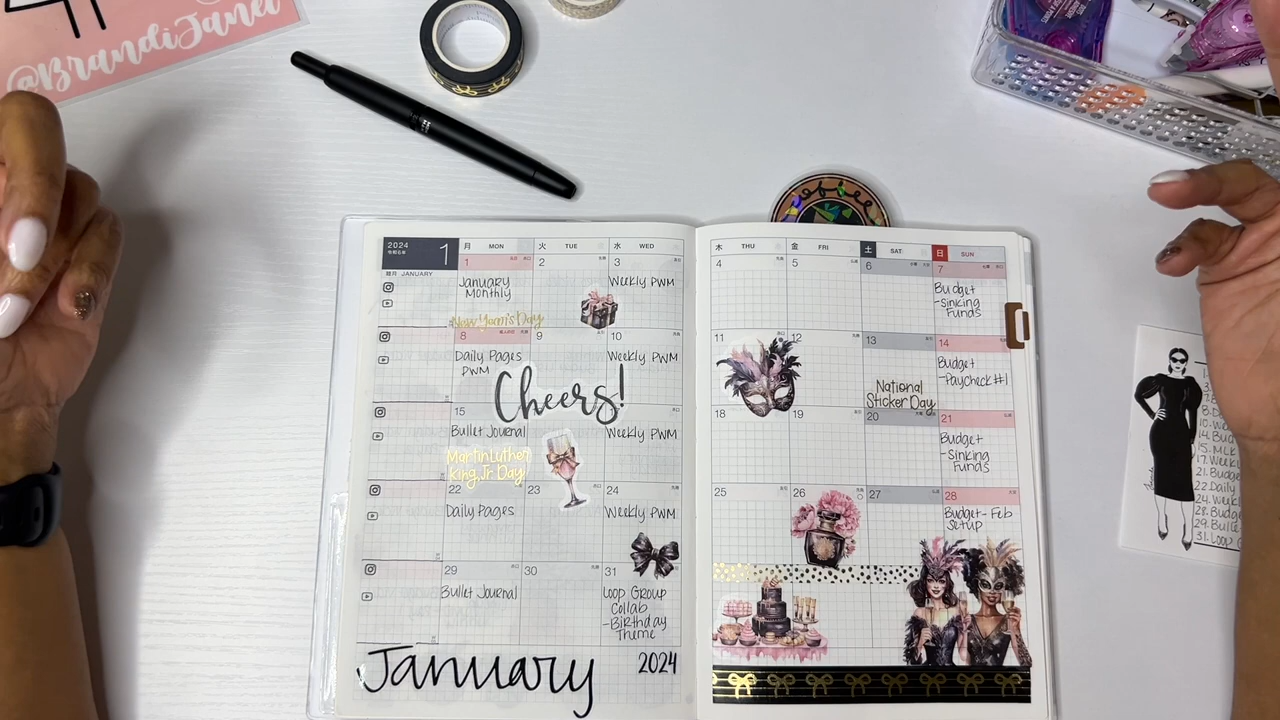 @BrandiJanel
coffee
2024
1
月 MON
火 TUE
水 WED
木 THU
金 FRI
土 SAT
日 SUN
JANUARY
1
2
3
4
5
6
7
January
Monthly
Weekly PWM
Budget
-Sinking
Funds
New Year's Day
8
9
10
11
12
13
14
Daily Pages
PWM
Weekly PWM
Budget
-Paycheck #1
Cheers!
National
Sticker Day
15
18
19
20
21
Bullet Journal
Weekly PWM
Budget
-Sinking
Funds
Martin Luther
King, Jr Day
22
23
24
25
26
27
28
Daily Pages
Weekly PWM
Budget- Feb
Setup
29
30
31
Bullet Journal
Loop Group
Collab
-Birthday
Theme
January
2024